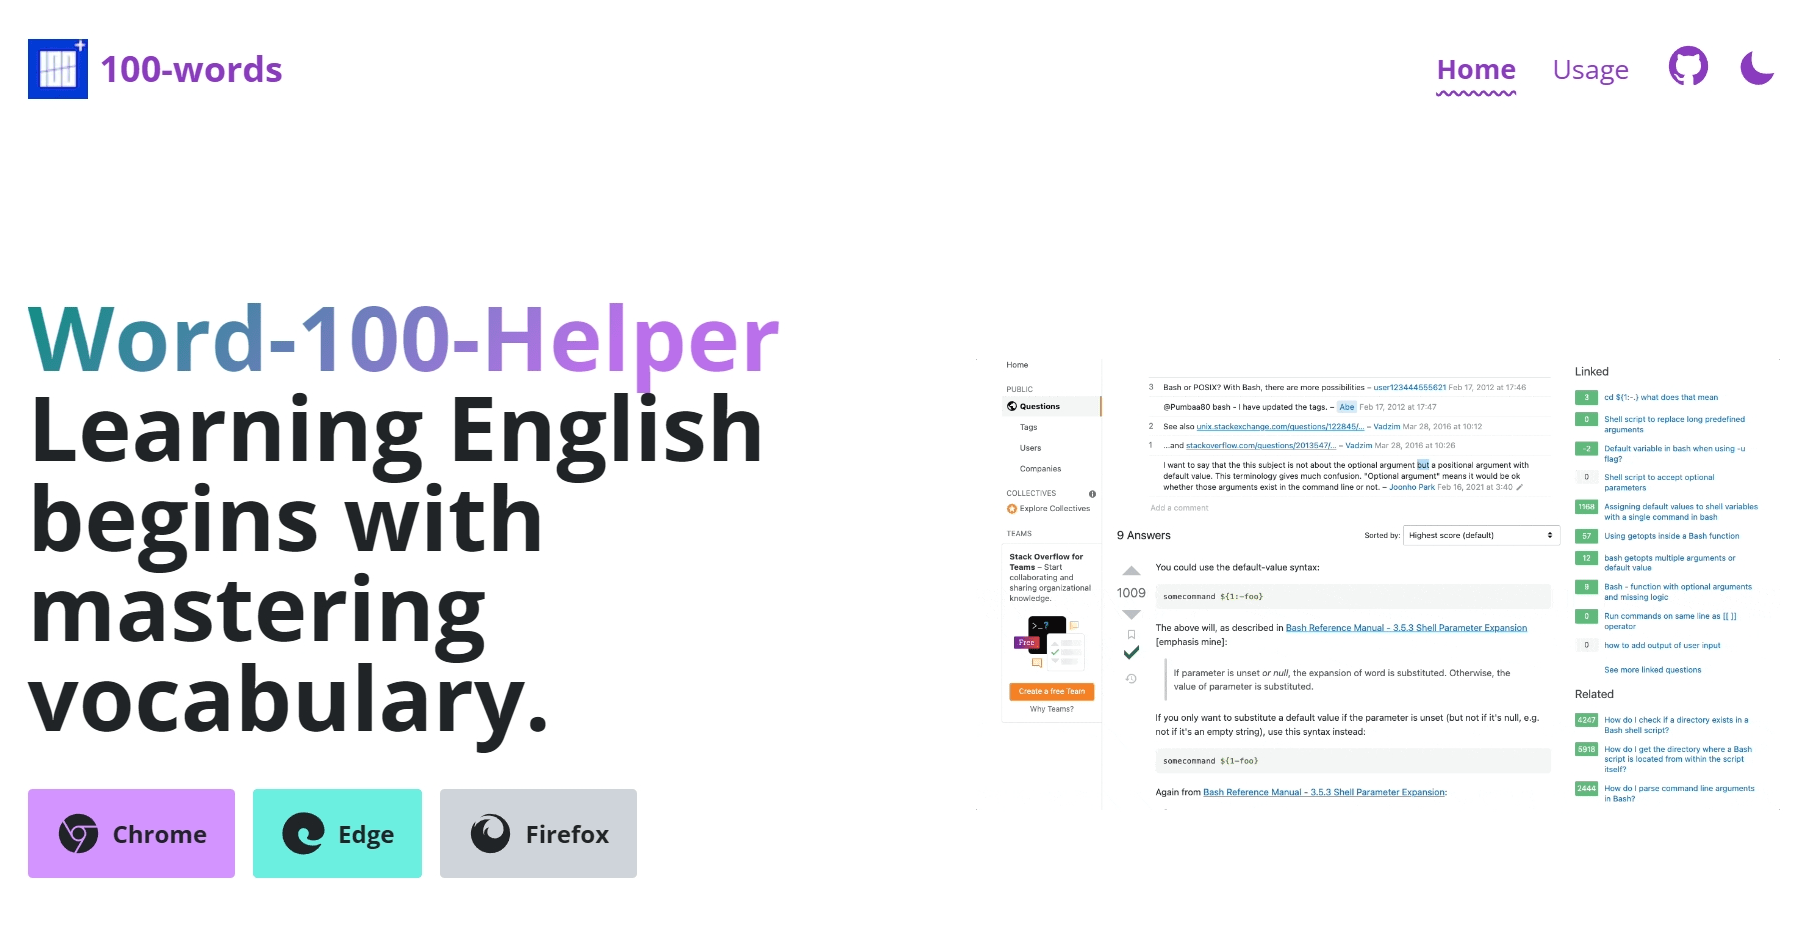 100-words
Home
Usage
Word-100-Helper
Learning English
begins with
mastering
vocabulary.
Chrome
Edge
Firefox
Home
PUBLIC
Questions
Tags
Users
Companies
COLLECTIVES
Explore Collectives
TEAMS
Stack Overflow for
Teams – Start
collaborating and
sharing organizational
knowledge.
>_?
Free
Create a free Team
Why Teams?
3 Bash or POSIX? With Bash, there are more possibilities – user123444555621 Feb 17, 2012 at 17:46
@Pumbaa80 bash - I have updated the tags. – Abe Feb 17, 2012 at 17:47
2 See also unix.stackexchange.com/questions/122845/... – Vadzim Mar 28, 2016 at 10:12
1 ...and stackoverflow.com/questions/2013547/... – Vadzim Mar 28, 2016 at 10:26
I want to say that the this subject is not about the optional argument but a positional argument with
default value. This terminology gives much confusion. "Optional argument" means it would be ok
whether those arguments exist in the command line or not. – Joonho Park Feb 16, 2021 at 3:40
Add a comment
9 Answers
Sorted by:
Highest score (default)
1009
You could use the default-value syntax:
somecommand ${1:-foo}
The above will, as described in Bash Reference Manual - 3.5.3 Shell Parameter Expansion
[emphasis mine]:
If parameter is unset or null, the expansion of word is substituted. Otherwise, the
value of parameter is substituted.
If you only want to substitute a default value if the parameter is unset (but not if it's null, e.g.
not if it's an empty string), use this syntax instead:
somecommand ${1-foo}
Again from Bash Reference Manual - 3.5.3 Shell Parameter Expansion:
Linked
3 cd ${1:-.} what does that mean
0 Shell script to replace long predefined
arguments
-2 Default variable in bash when using -u
flag?
0 Shell script to accept optional
parameters
1168 Assigning default values to shell variables
with a single command in bash
57 Using getopts inside a Bash function
12 bash getopts multiple arguments or
default value
8 Bash - function with optional arguments
and missing logic
0 Run commands on same line as [[ ]]
operator
0 how to add output of user input
See more linked questions
Related
4247 How do I check if a directory exists in a
Bash shell script?
5918 How do I get the directory where a Bash
script is located from within the script
itself?
2444 How do I parse command line arguments
in Bash?